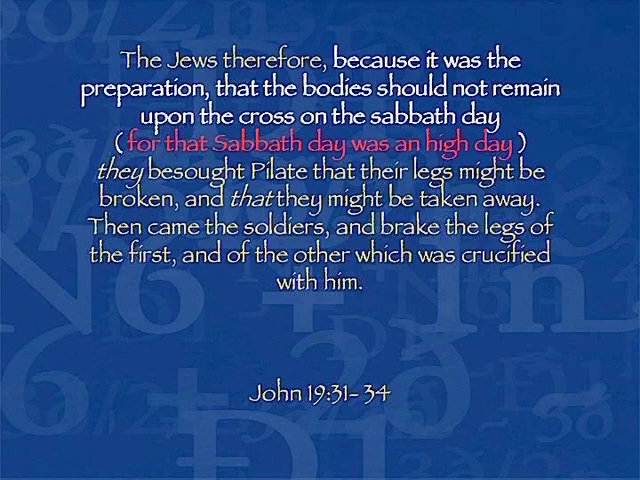 The Jews therefore, because it was the
preparation, that the bodies should not remain
upon the cross on the sabbath day
( for that Sabbath day was an high day )
they besought Pilate that their legs might be
broken, and that they might be taken away.
Then came the soldiers, and brake the legs of
the first, and of the other which was crucified
with him.
John 19:31- 34